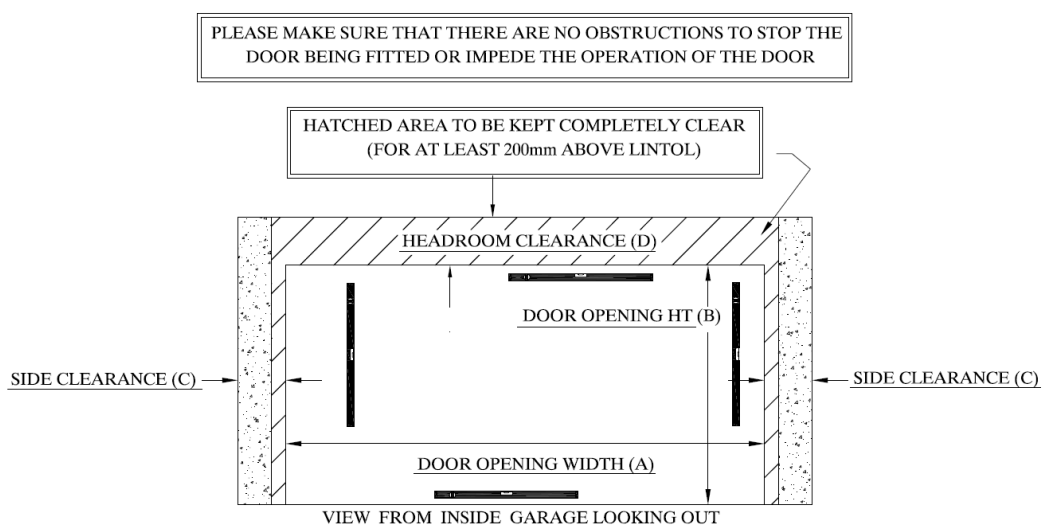 PLEASE MAKE SURE THAT THERE ARE NO OBSTRUCTIONS TO STOP THE
DOOR BEING FITTED OR IMPEDE THE OPERATION OF THE DOOR
HATCHED AREA TO BE KEPT COMPLETELY CLEAR
(FOR AT LEAST 200mm ABOVE LINTOL)
HEADROOM CLEARANCE (D)
DOOR OPENING HT (B)
SIDE CLEARANCE (C)
SIDE CLEARANCE (C)
DOOR OPENING WIDTH (A)
VIEW FROM INSIDE GARAGE LOOKING OUT